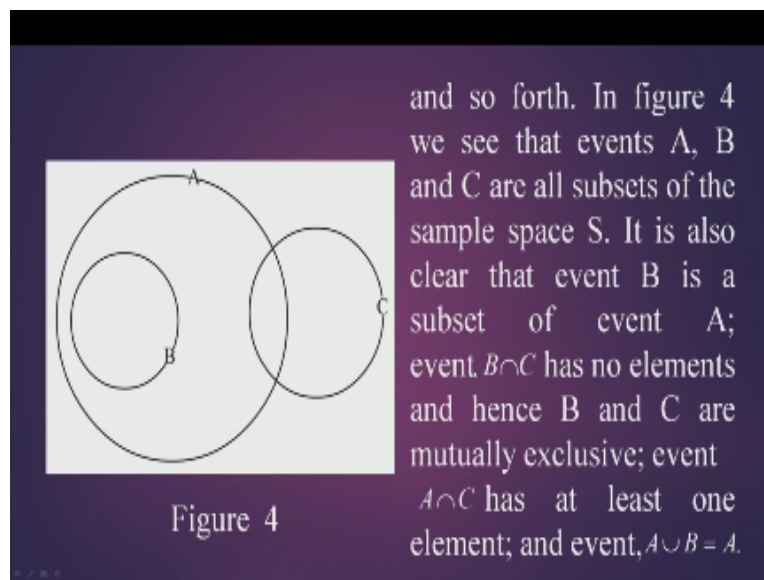 A
B
C
Figure 4
and so forth. In figure 4
we see that events A, B
and C are all subsets of the
sample space S. It is also
clear that event B is a
subset of event A;
event B∩C has no elements
and hence B and C are
mutually exclusive; event
A∩C has at least one
element; and event, A∪B = A.